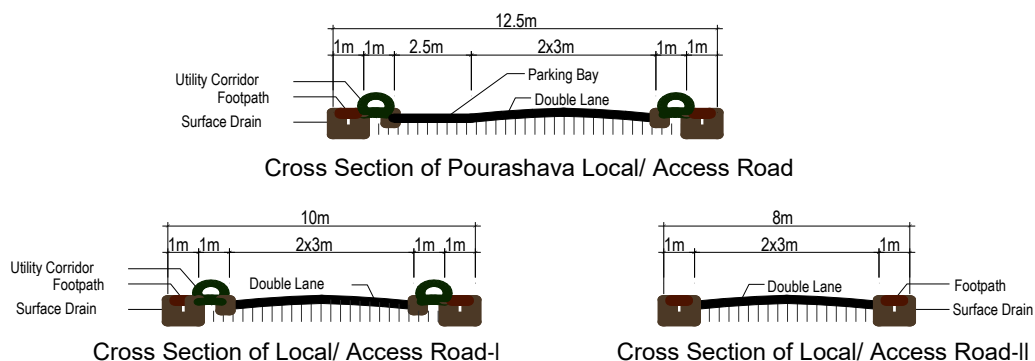 12.5m
1m 1m 2.5m 2x3m 1m 1m
Parking Bay
Utility Corridor
Double Lane
Footpath
Surface Drain
Cross Section of Pourashava Local/ Access Road
10m
1m 1m 2x3m 1m 1m
Utility Corridor
Double Lane
Footpath
Surface Drain
Cross Section of Local/ Access Road-I
8m
1m 2x3m 1m
Double Lane
Footpath
Surface Drain
Cross Section of Local/ Access Road-II